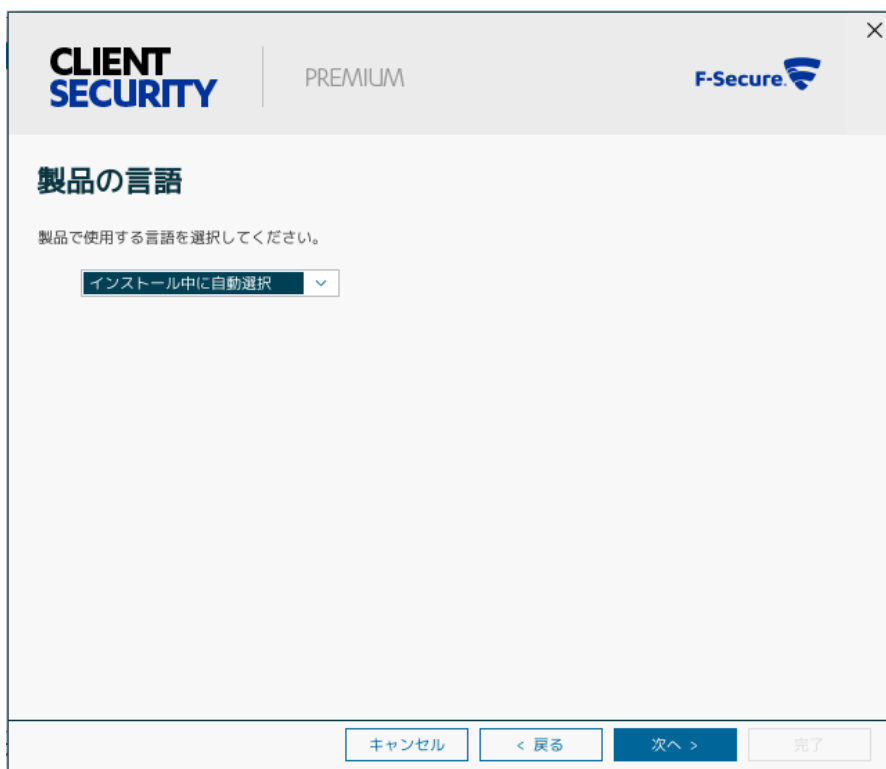 CLIENT
SECURITY
PREMIUM
F-Secure.
製品の言語
製品で使用する言語を選択してください。
インストール中に自動選択
キャンセル
< 戻る
次へ >
完了